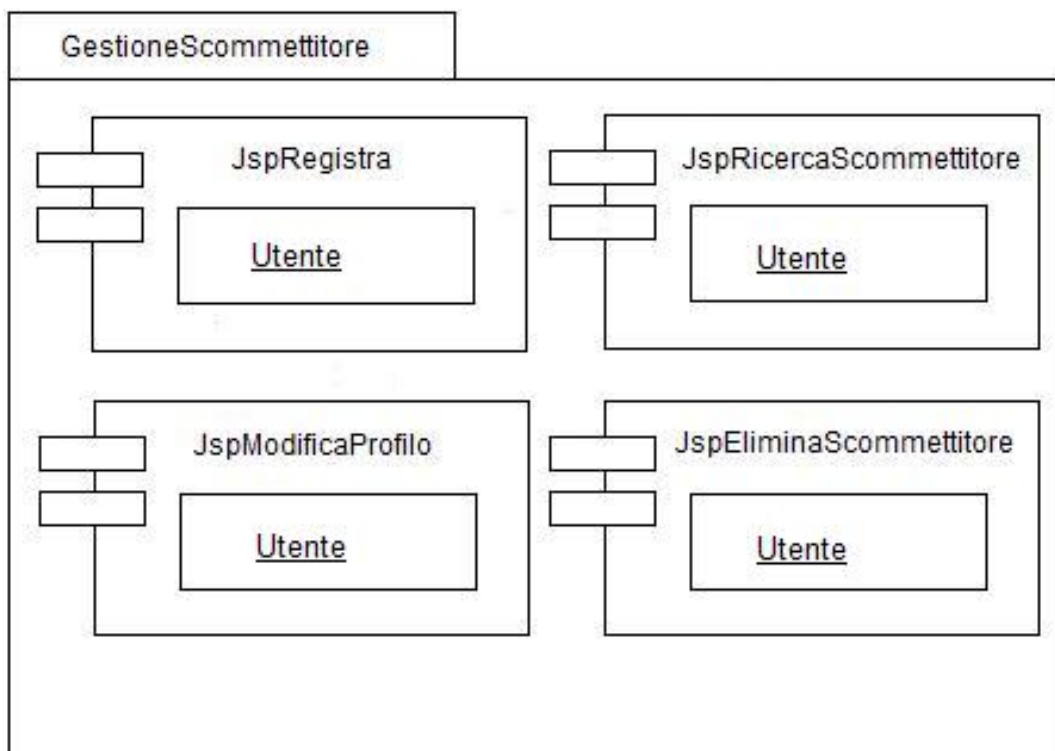 GestioneScommettitore
JspRegistra
Utente
JspRicercaScommettitore
Utente
JspModificaProfilo
Utente
JspEliminaScommettitore
Utente